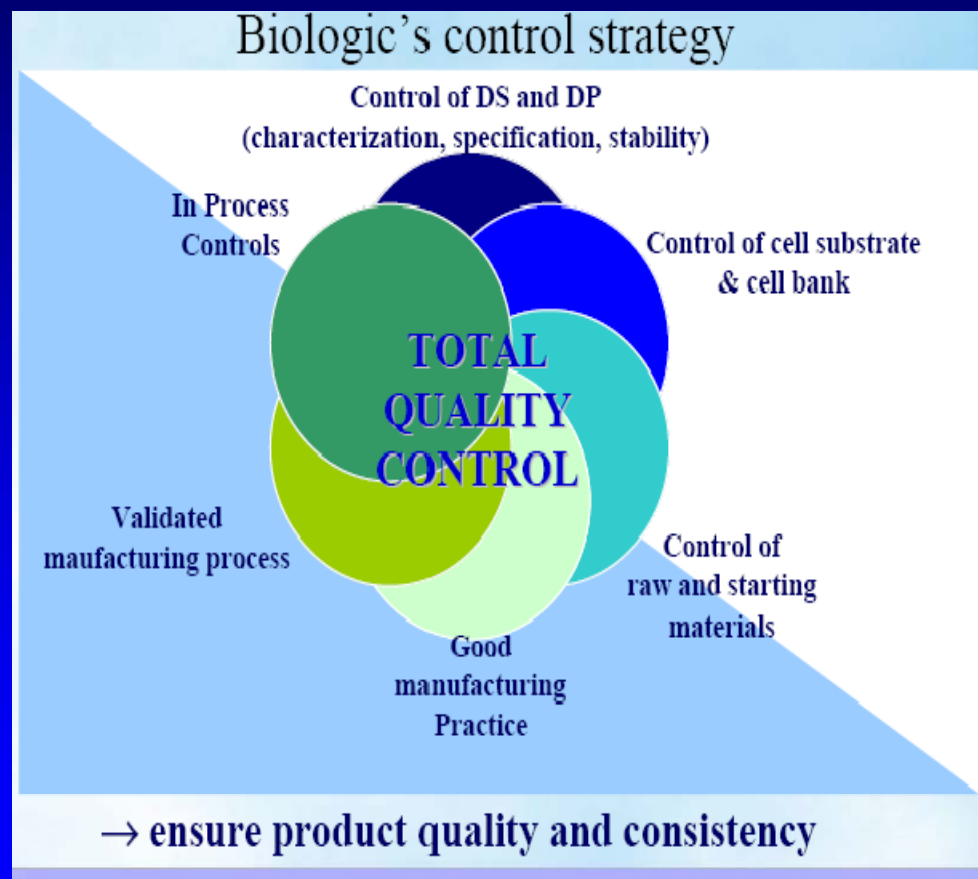 Biologic's control strategy
Control of DS and DP
(characterization, specification, stability)
In Process
Controls
Control of cell substrate
& cell bank
TOTAL
QUALITY
CONTROL
Validated
maufacturing process
Control of
raw and starting
materials
Good
manufacturing
Practice
→ ensure product quality and consistency